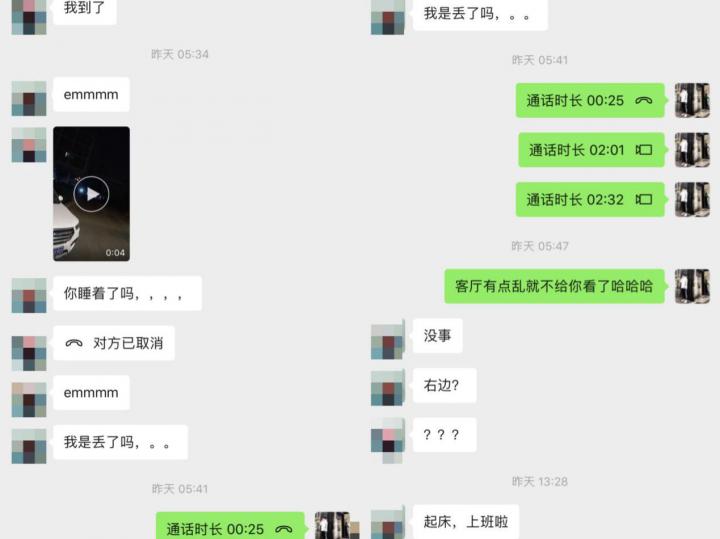 我到了
昨天 05:34
emmmm
0:04
你睡着了吗，，，，
对方已取消
emmmm
我是丢了吗，。。
昨天 05:41
通话时长 00:25
我是丢了吗，。。
昨天 05:41
通话时长 00:25
通话时长 02:01
通话时长 02:32
昨天 05:47
客厅有点乱就不给你看了哈哈哈
没事
右边?
???
昨天 13:28
起床，上班啦